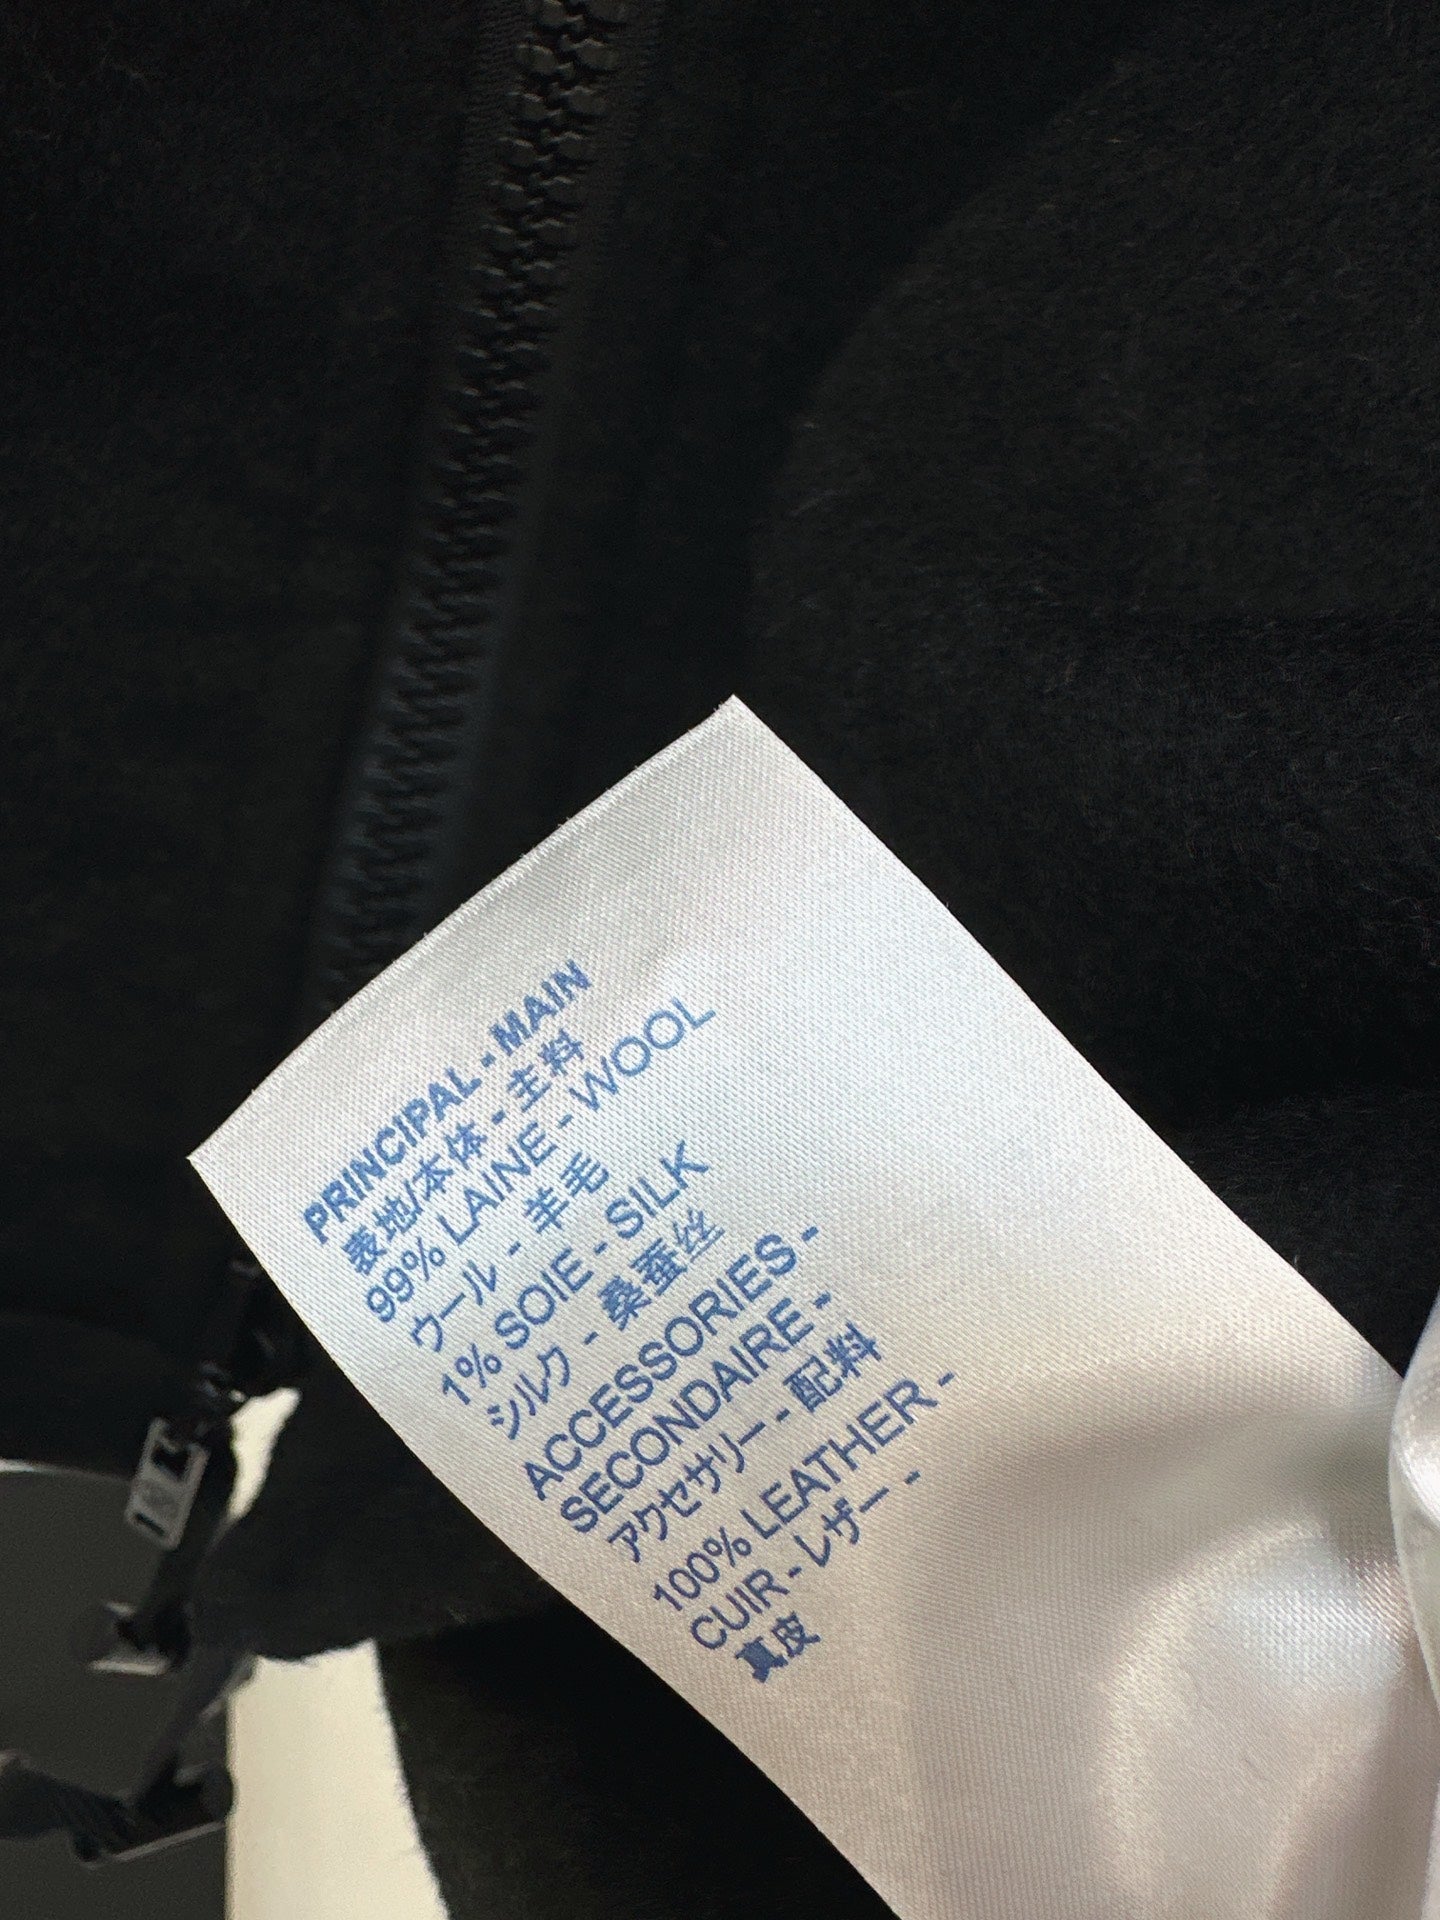 PRINCIPAL - MAIN
表地/本体 - 主料
99% LAINE - WOOL
ウール - 羊毛
1% SOIE - SILK
シルク - 桑蚕丝
ACCESSORIES -
SECONDAIRE -
アクセサリー - 配料
100% LEATHER -
CUIR - レザー -
真皮